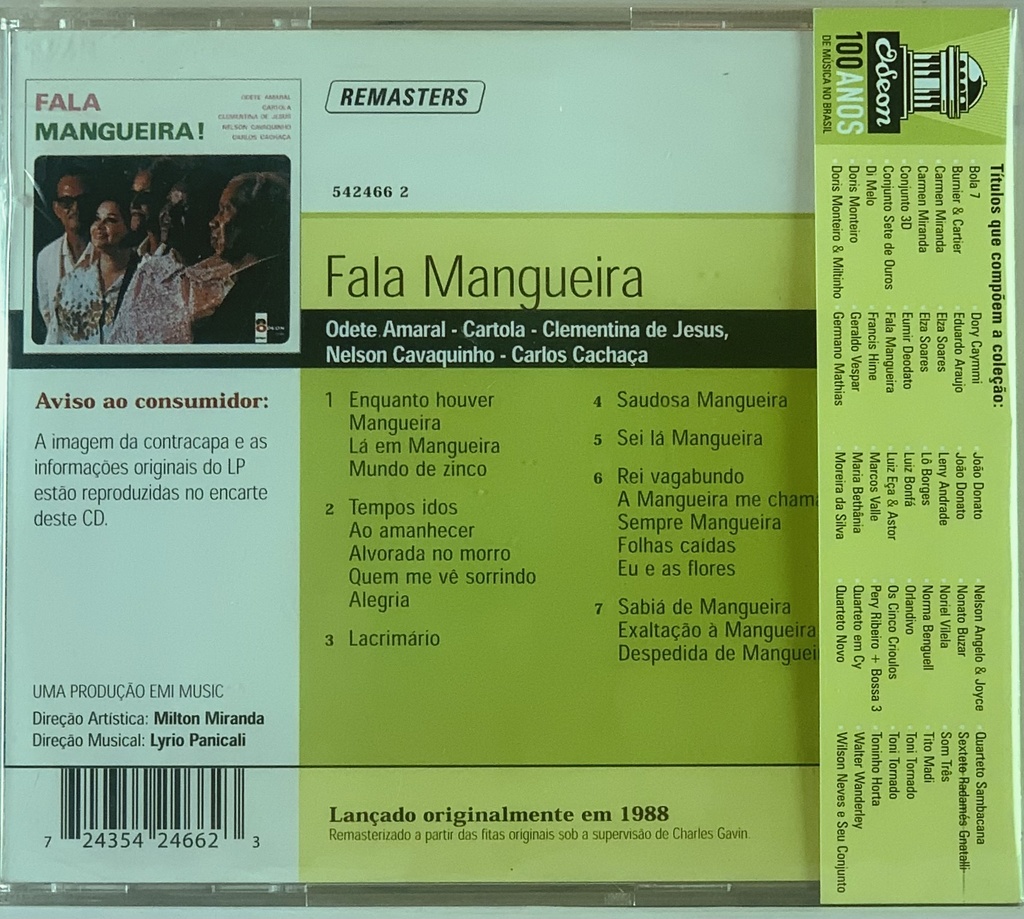 FALA
MANGUEIRA!
ODETE AMARAL
CARTOLA
CLEMENTINA DE JESUS
NELSON CAVAQUINHO
CARLOS CACHAÇA
REMASTERS
542466 2
Fala Mangueira
Odete Amaral - Cartola - Clementina de Jesus,
Nelson Cavaquinho - Carlos Cachaça
Aviso ao consumidor:
A imagem da contracapa e as
informações originais do LP
estão reproduzidas no encarte
deste CD.
UMA PRODUÇÃO EMI MUSIC
Direção Artística: Milton Miranda
Direção Musical: Lyrio Panicali
7 24354 24662 3
1 Enquanto houver
Mangueira
Lá em Mangueira
Mundo de zinco
2 Tempos idos
Ao amanhecer
Alvorada no morro
Quem me vê sorrindo
Alegria
3 Lacrimário
4 Saudosa Mangueira
5 Sei lá Mangueira
6 Rei vagabundo
A Mangueira me chama
Sempre Mangueira
Folhas caídas
Eu e as flores
7 Sabiá de Mangueira
Exaltação à Mangueira
Despedida de Manguei
Lançado originalmente em 1988
Remasterizado a partir das fitas originais sob a supervisão de Charles Gavin.
Odeon
100 ANOS
DE MÚSICA NO BRASIL
Títulos que compõem a coleção:
Bola 7
Burnier & Cartier
Carmen Miranda
Carmen Miranda
Conjunto 3D
Conjunto Sete de Ouros
Di Melo
Doris Monteiro
Doris Monteiro & Miltinho
Dory Caymmi
Eduardo Araujo
Elza Soares
Elza Soares
Eumir Deodato
Fala Mangueira
Francis Hime
Geraldo Vespar
Germano Mathias
João Donato
João Donato
Leny Andrade
Lô Borges
Luiz Bonfá
Luiz Eça & Astor
Marcos Valle
Maria Bethânia
Moreira da Silva
Nelson Angelo & Joyce
Nonato Buzar
Noriel Vilela
Norma Benguell
Orlandivo
Os Cinco Crioulos
Pery Ribeiro + Bossa 3
Quarteto em Cy
Quarteto Novo
Quarteto Sambacana
Sexteto Radamés Gnatalli
Som Três
Tito Madi
Toni Tornado
Toni Tornado
Toninho Horta
Walter Wanderley
Wilson Neves e Seu Conjunto